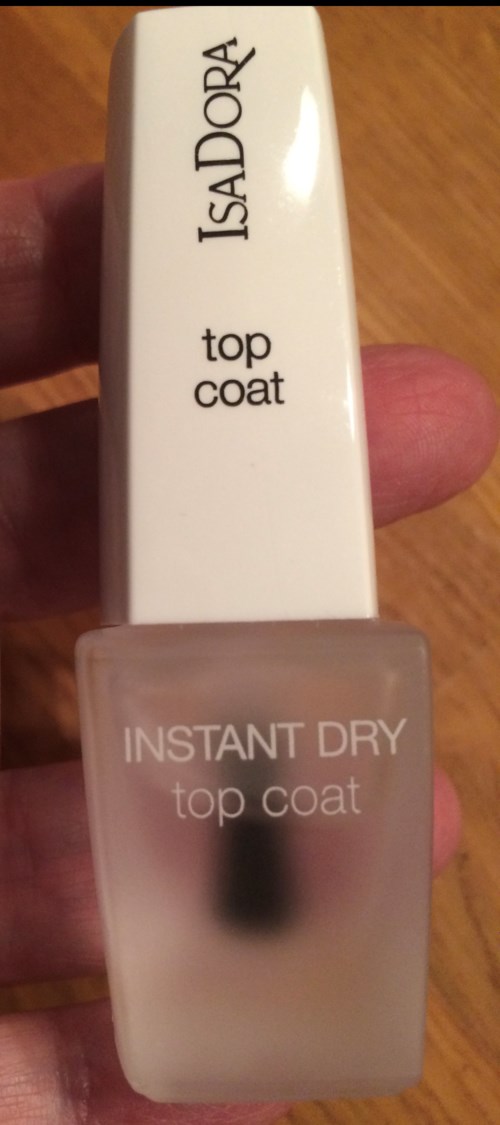 IsaDora
top
coat
INSTANT DRY
top coat